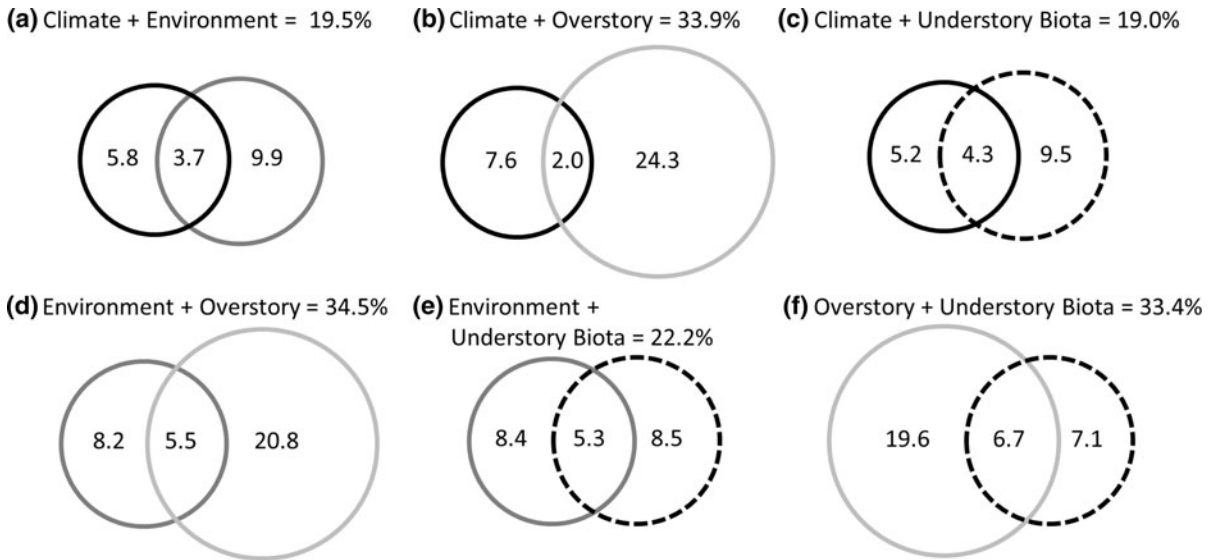 (a) Climate + Environment = 19.5%
5.8 3.7 9.9
(b) Climate + Overstory = 33.9%
7.6 2.0 24.3
(c) Climate + Understory Biota = 19.0%
5.2 4.3 9.5
(d) Environment + Overstory = 34.5%
8.2 5.5 20.8
(e) Environment +
Understory Biota = 22.2%
8.4 5.3 8.5
(f) Overstory + Understory Biota = 33.4%
19.6 6.7 7.1